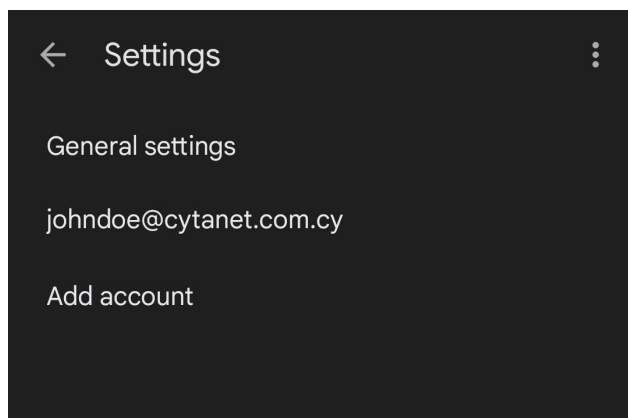 Settings
General settings
johndoe@cytanet.com.cy
Add account